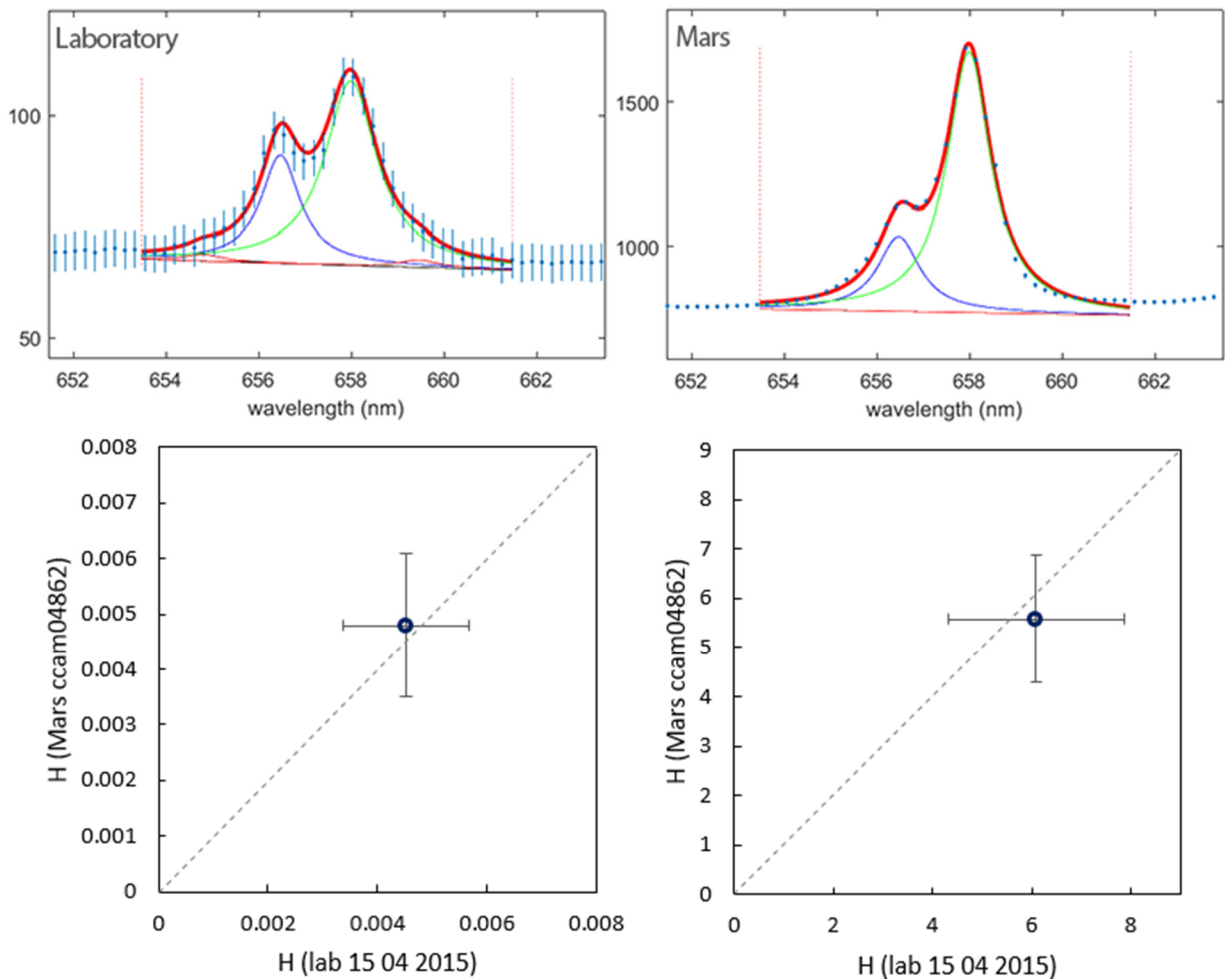 Laboratory
100
50
652 654 656 658 660 662
wavelength (nm)
Mars
1500
1000
652 654 656 658 660 662
wavelength (nm)
0.008
0.007
0.006
0.005
0.004
0.003
0.002
0.001
0
H (Mars ccam04862)
0 0.002 0.004 0.006 0.008
H (lab 15 04 2015)
9
8
7
6
5
4
3
2
1
0
H (Mars ccam04862)
0 2 4 6 8
H (lab 15 04 2015)